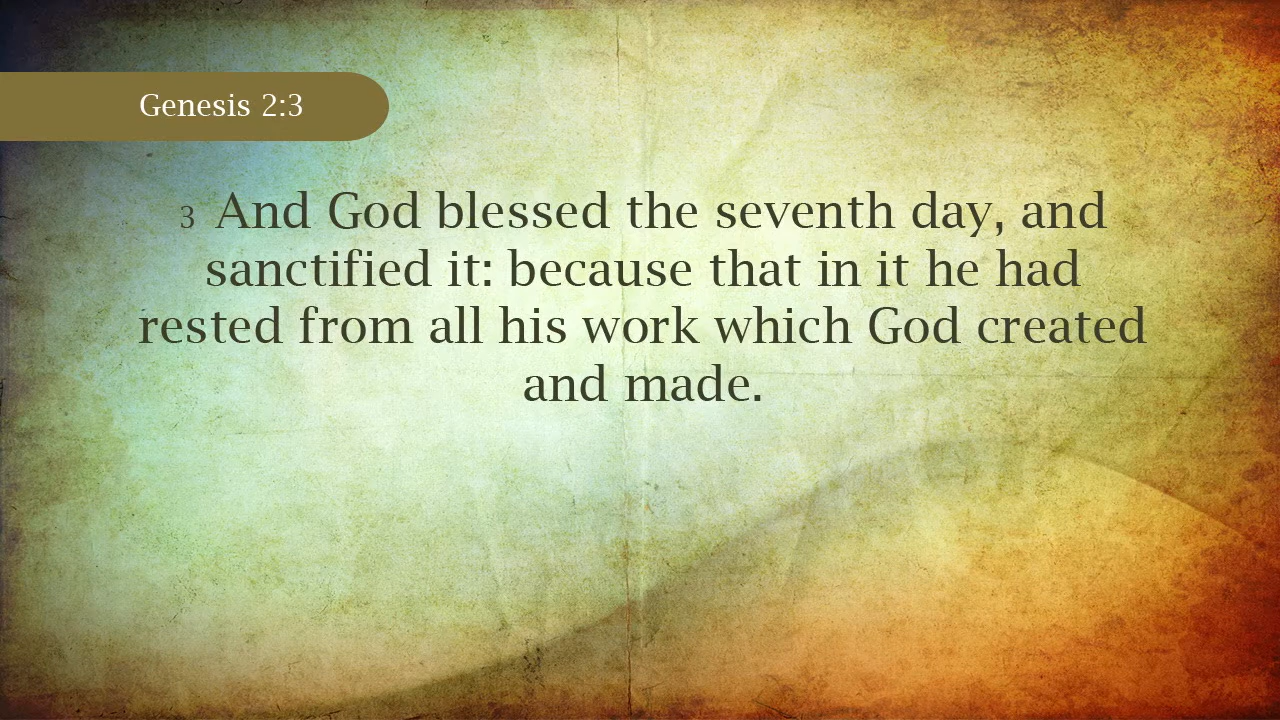 Genesis 2:3
3 And God blessed the seventh day, and
sanctified it: because that in it he had
rested from all his work which God created
and made.